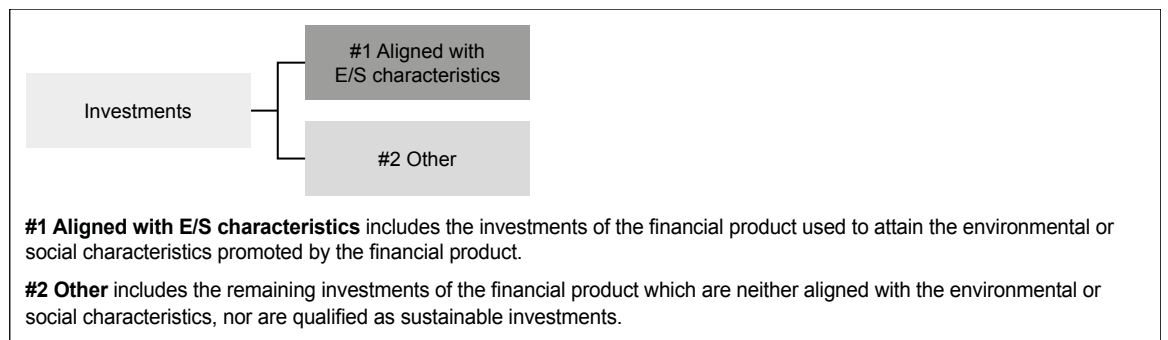 #1 Aligned with
E/S characteristics
Investments
#2 Other
#1 Aligned with E/S characteristics includes the investments of the financial product used to attain the environmental or
social characteristics promoted by the financial product.
#2 Other includes the remaining investments of the financial product which are neither aligned with the environmental or
social characteristics, nor are qualified as sustainable investments.